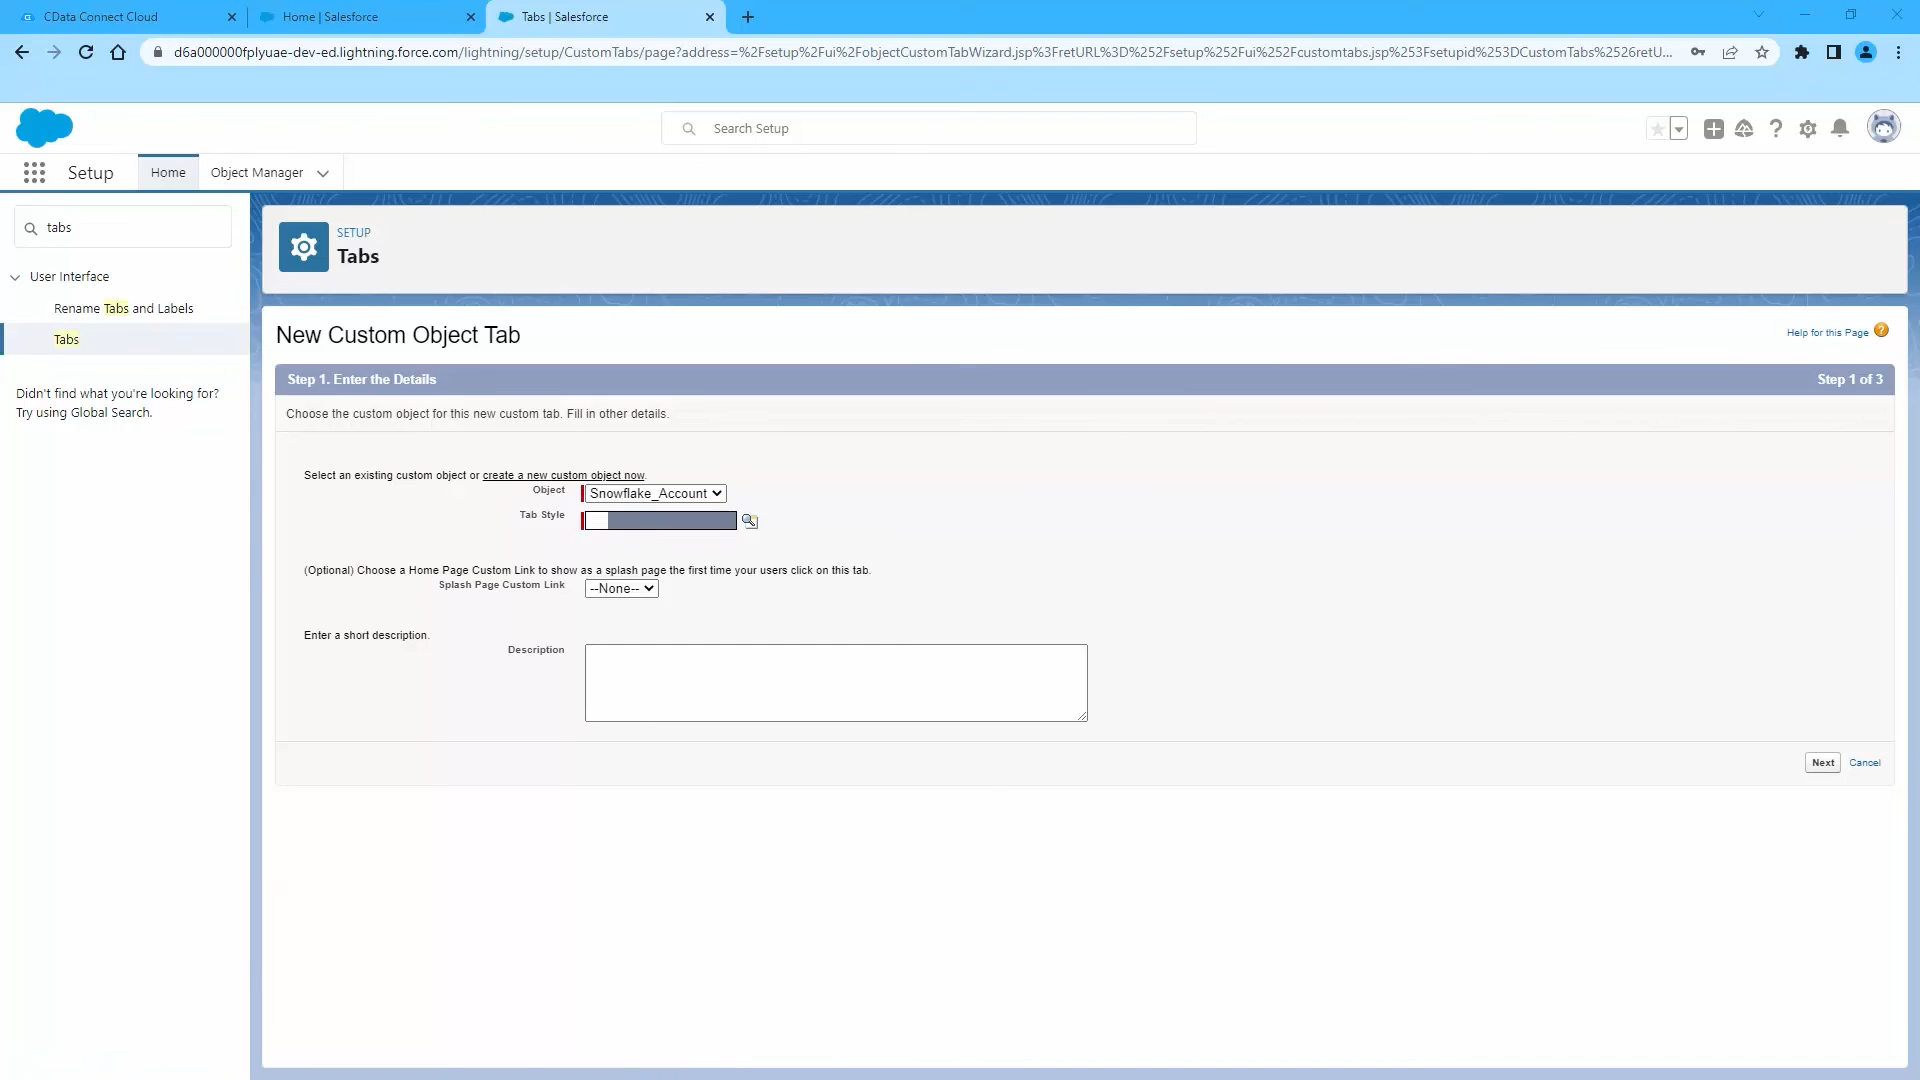 CData Connect Cloud
Home | Salesforce
Tabs | Salesforce
d6a000000fplyuae-dev-ed.lightning.force.com/lightning/setup/CustomTabs/page?address=%2Fsetup%2Fui%2FobjectCustomTabWizard.jsp%3FretURL%3D%252Fsetup%252Fui%252Fcustomtabs.jsp%253Fsetupid%253DCustomTabs%2526retU...
Search Setup
Setup
Home
Object Manager
tabs
User Interface
Rename Tabs and Labels
Tabs
Didn't find what you're looking for?
Try using Global Search.
SETUP
Tabs
New Custom Object Tab
Help for this Page
Step 1. Enter the Details
Step 1 of 3
Choose the custom object for this new custom tab. Fill in other details.
Select an existing custom object or create a new custom object now.
Object
Snowflake_Account
Tab Style
(Optional) Choose a Home Page Custom Link to show as a splash page the first time your users click on this tab.
Splash Page Custom Link
--None--
Enter a short description.
Description
Next
Cancel